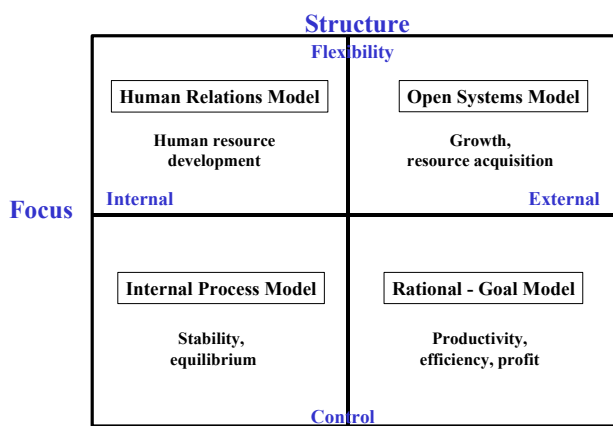 Structure
Flexibility
Human Relations Model
Open Systems Model
Human resource
development
Growth,
resource acquisition
Internal
External
Focus
Internal Process Model
Rational - Goal Model
Stability,
equilibrium
Productivity,
efficiency, profit
Control